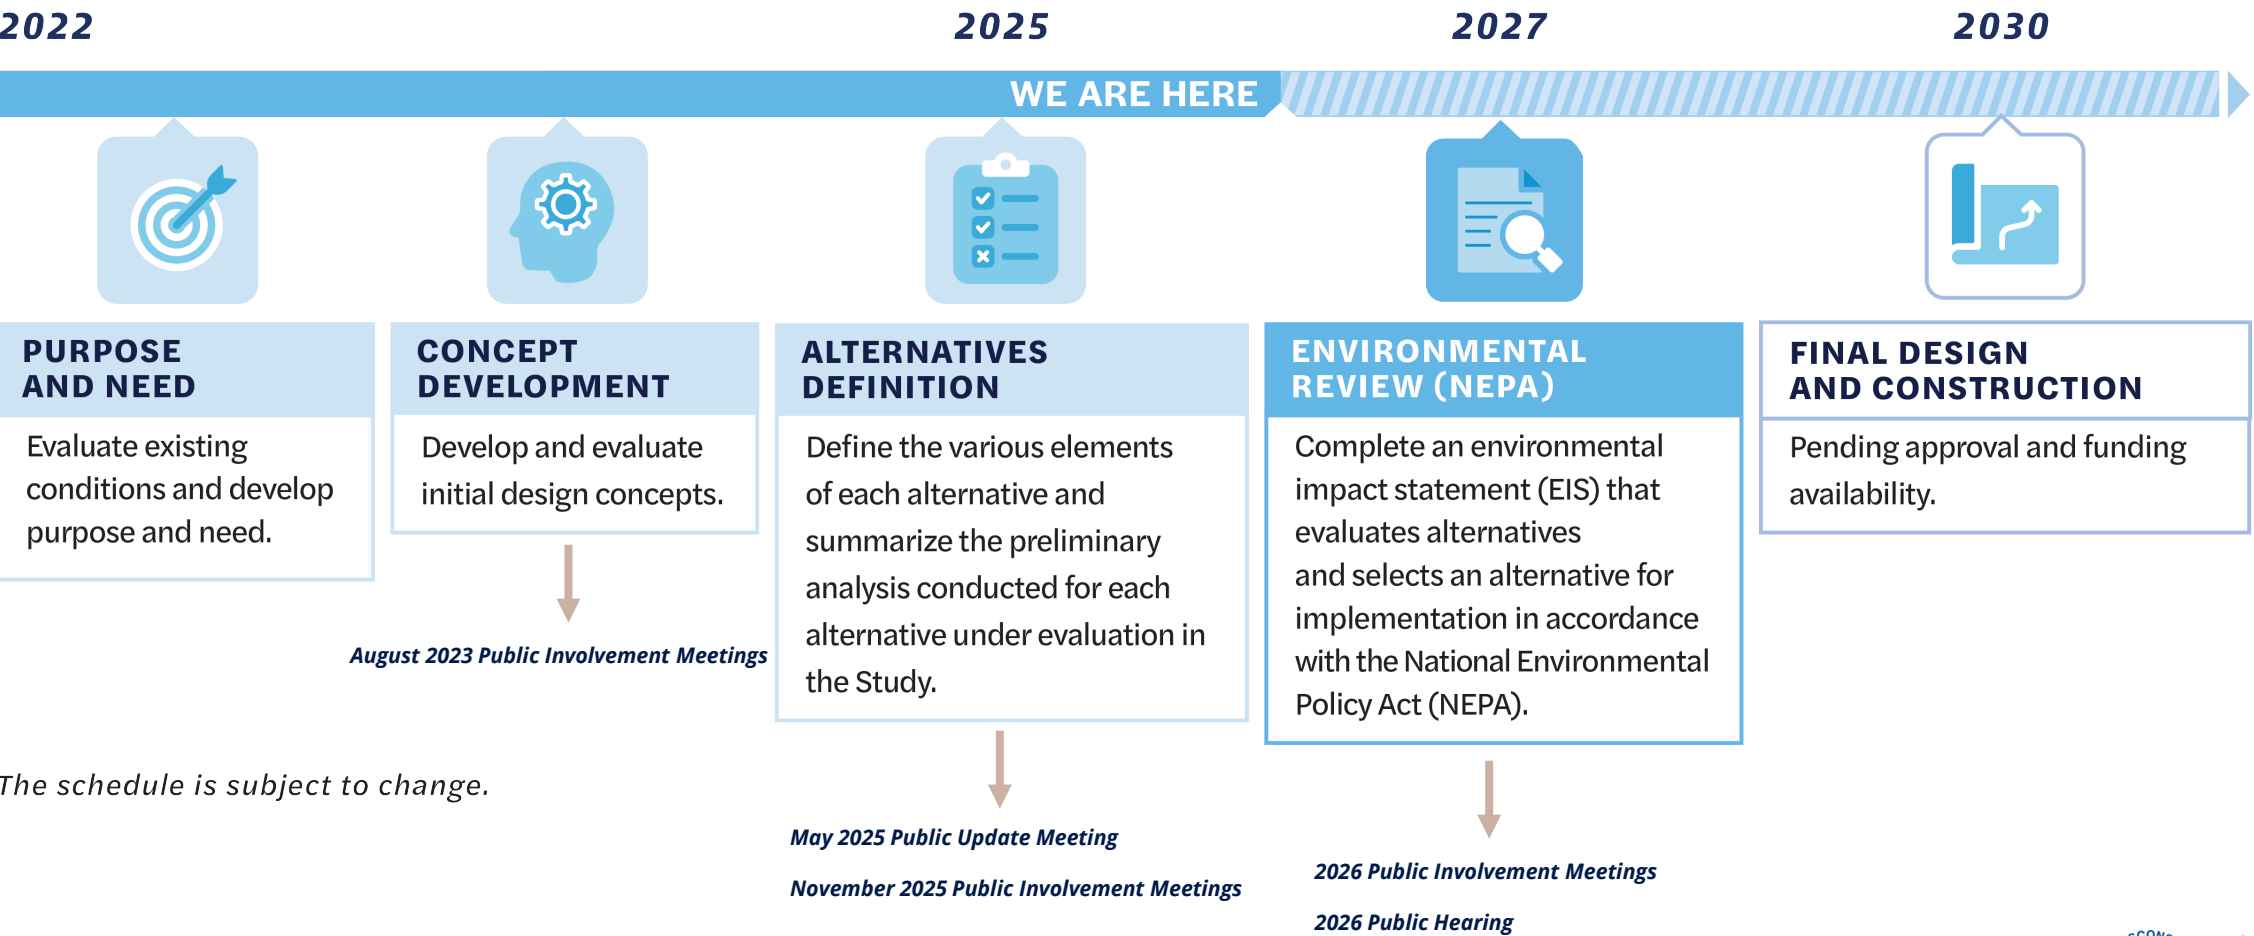 2022
2025
2027
2030
WE ARE HERE
PURPOSE
AND NEED
Evaluate existing
conditions and develop
purpose and need.
CONCEPT
DEVELOPMENT
Develop and evaluate
initial design concepts.
August 2023 Public Involvement Meetings
ALTERNATIVES
DEFINITION
Define the various elements
of each alternative and
summarize the preliminary
analysis conducted for each
alternative under evaluation in
the Study.
May 2025 Public Update Meeting
November 2025 Public Involvement Meetings
ENVIRONMENTAL
REVIEW (NEPA)
Complete an environmental
impact statement (EIS) that
evaluates alternatives
and selects an alternative for
implementation in accordance
with the National Environmental
Policy Act (NEPA).
2026 Public Involvement Meetings
2026 Public Hearing
FINAL DESIGN
AND CONSTRUCTION
Pending approval and funding
availability.
The schedule is subject to change.